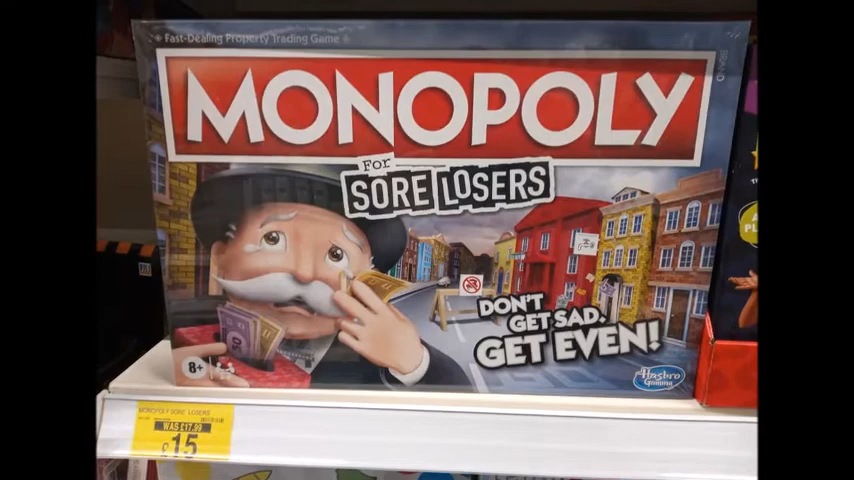 Fast-Dealing Property Trading Game
MONOPOLY
For
SORE LOSERS
DON'T
GET SAD.
GET EVEN!
8+
Hasbro
Gaming
MONOPOLY SORE LOSERS
WAS £17.99
£15